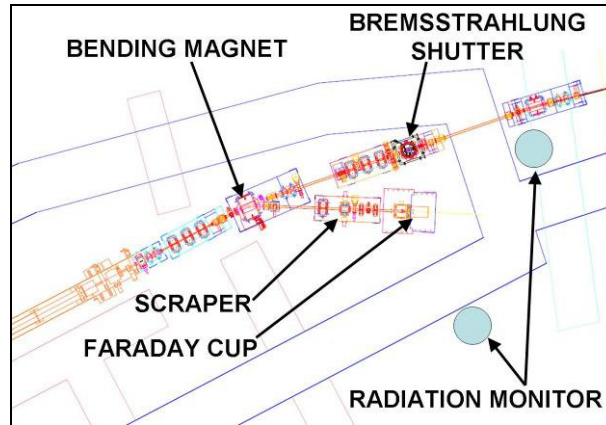 BREMSSTRAHLUNG
SHUTTER
BENDING MAGNET
SCRAPER
FARADAY CUP
RADIATION MONITOR